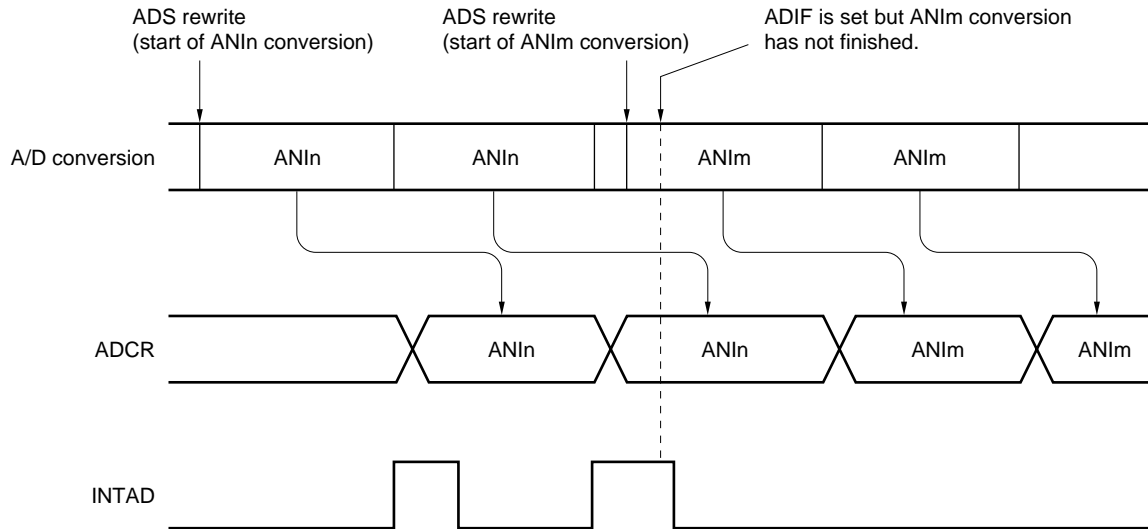 ADS rewrite
(start of ANIn conversion)
ADS rewrite
(start of ANIm conversion)
ADIF is set but ANIm conversion
has not finished.
A/D conversion
ANIn
ANIn
ANIm
ANIm
ADCR
ANIn
ANIn
ANIm
ANIm
INTAD